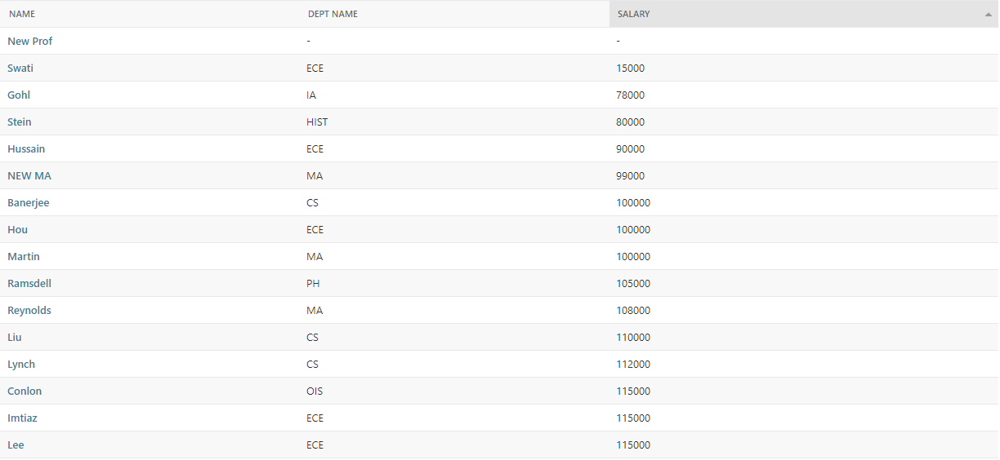 NAME DEPT NAME SALARY
New Prof - -
Swati ECE 15000
Gohl IA 78000
Stein HIST 80000
Hussain ECE 90000
NEW MA MA 99000
Banerjee CS 100000
Hou ECE 100000
Martin MA 100000
Ramsdell PH 105000
Reynolds MA 108000
Liu CS 110000
Lynch CS 112000
Conlon OIS 115000
Imtiaz ECE 115000
Lee ECE 115000